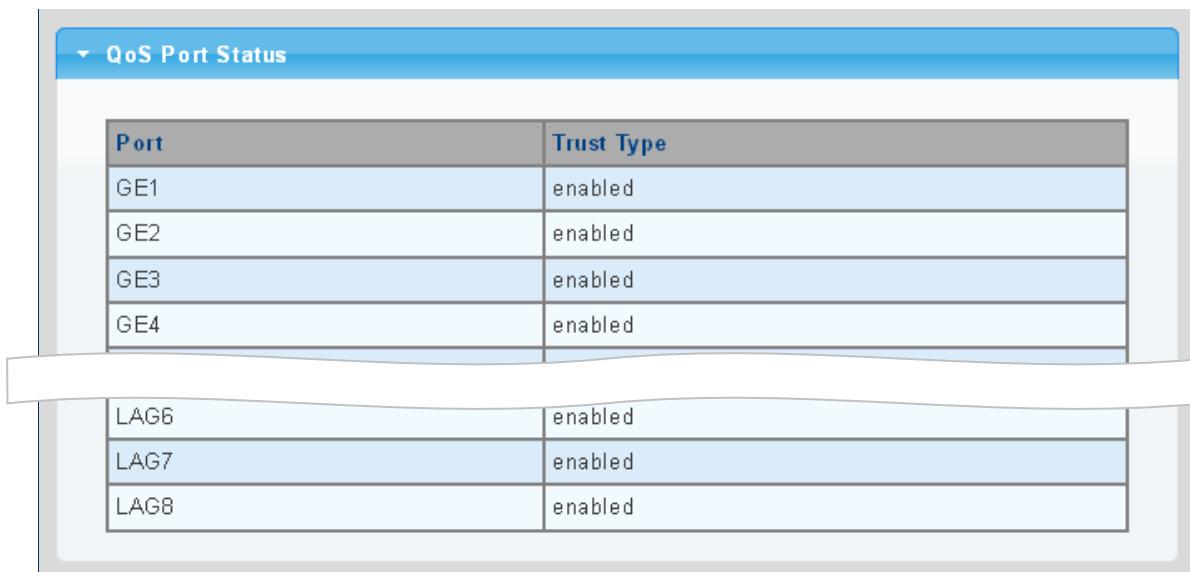 QoS Port Status
Port Trust Type
GE1 enabled
GE2 enabled
GE3 enabled
GE4 enabled
LAG6 enabled
LAG7 enabled
LAG8 enabled